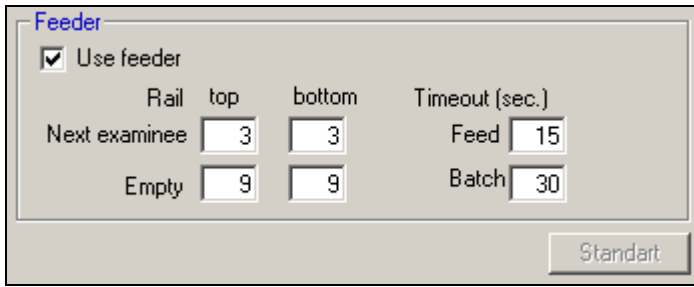 Feeder
Use feeder
Rail top bottom Timeout (sec.)
Next examinee 3 3 Feed 15
Empty 9 9 Batch 30
Standart